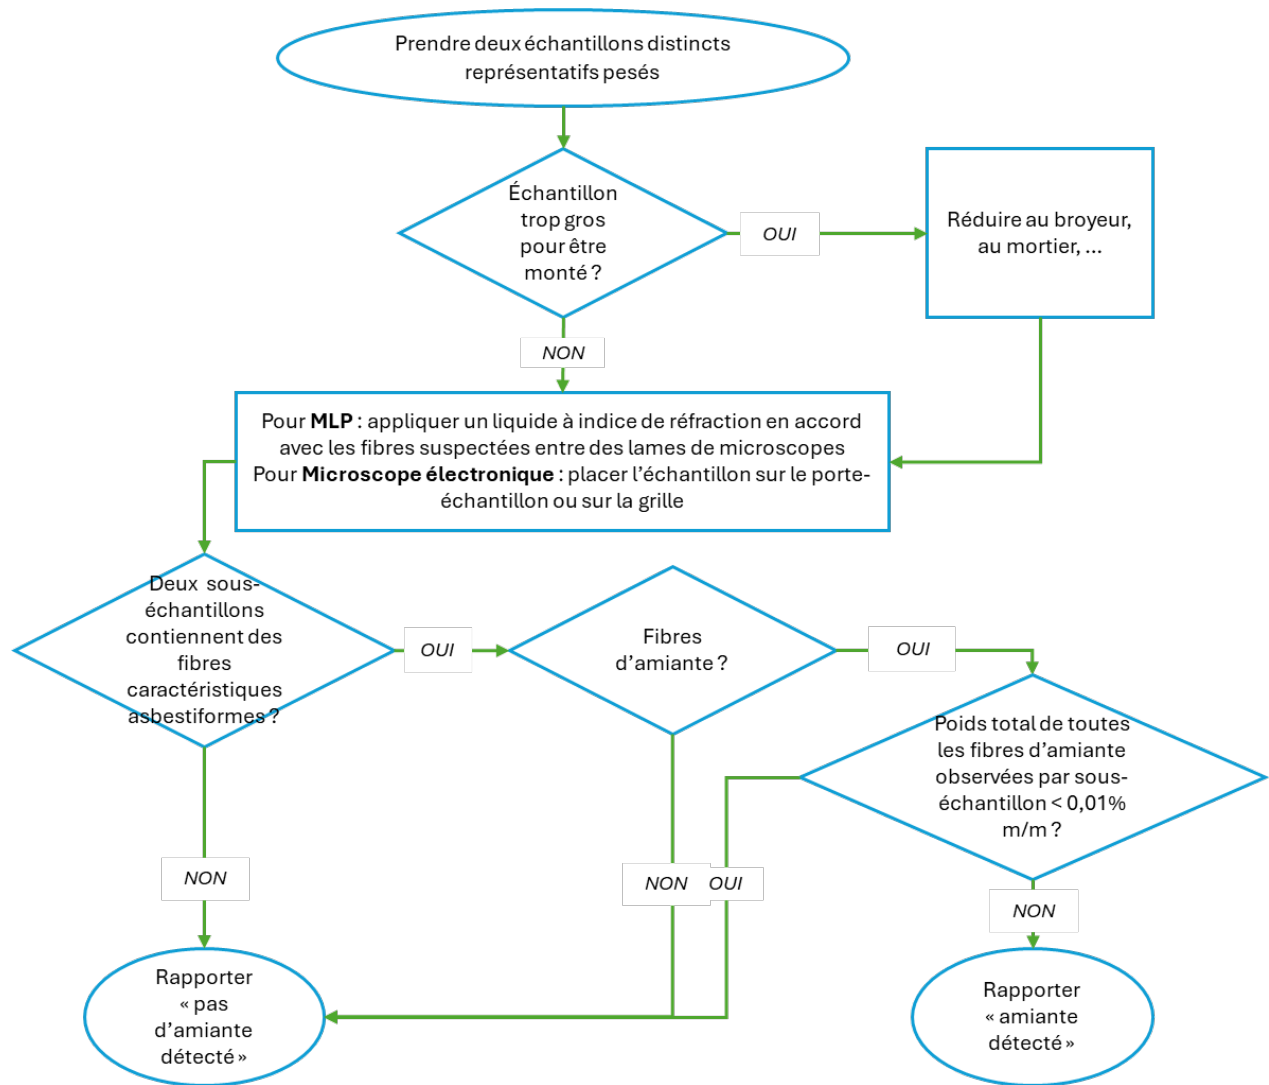 Prendre deux échantillons distincts
représentatifs pesés
Échantillon
trop gros
pour être
monté ?
OUI
Réduire au broyeur,
au mortier, ...
NON
Pour MLP : appliquer un liquide à indice de réfraction en accord
avec les fibres suspectées entre des lames de microscopes
Pour Microscope électronique : placer l’échantillon sur le porte-
échantillon ou sur la grille
Deux sous-
échantillons
contiennent des
fibres
caractéristiques
asbestiformes ?
OUI
Fibres
d’amiante ?
OUI
Poids total de toutes
les fibres d’amiante
observées par sous-
échantillon < 0,01%
m/m ?
NON
NON
OUI
NON
Rapporter
« pas
d’amiante
détecté »
Rapporter
« amiante
détecté »